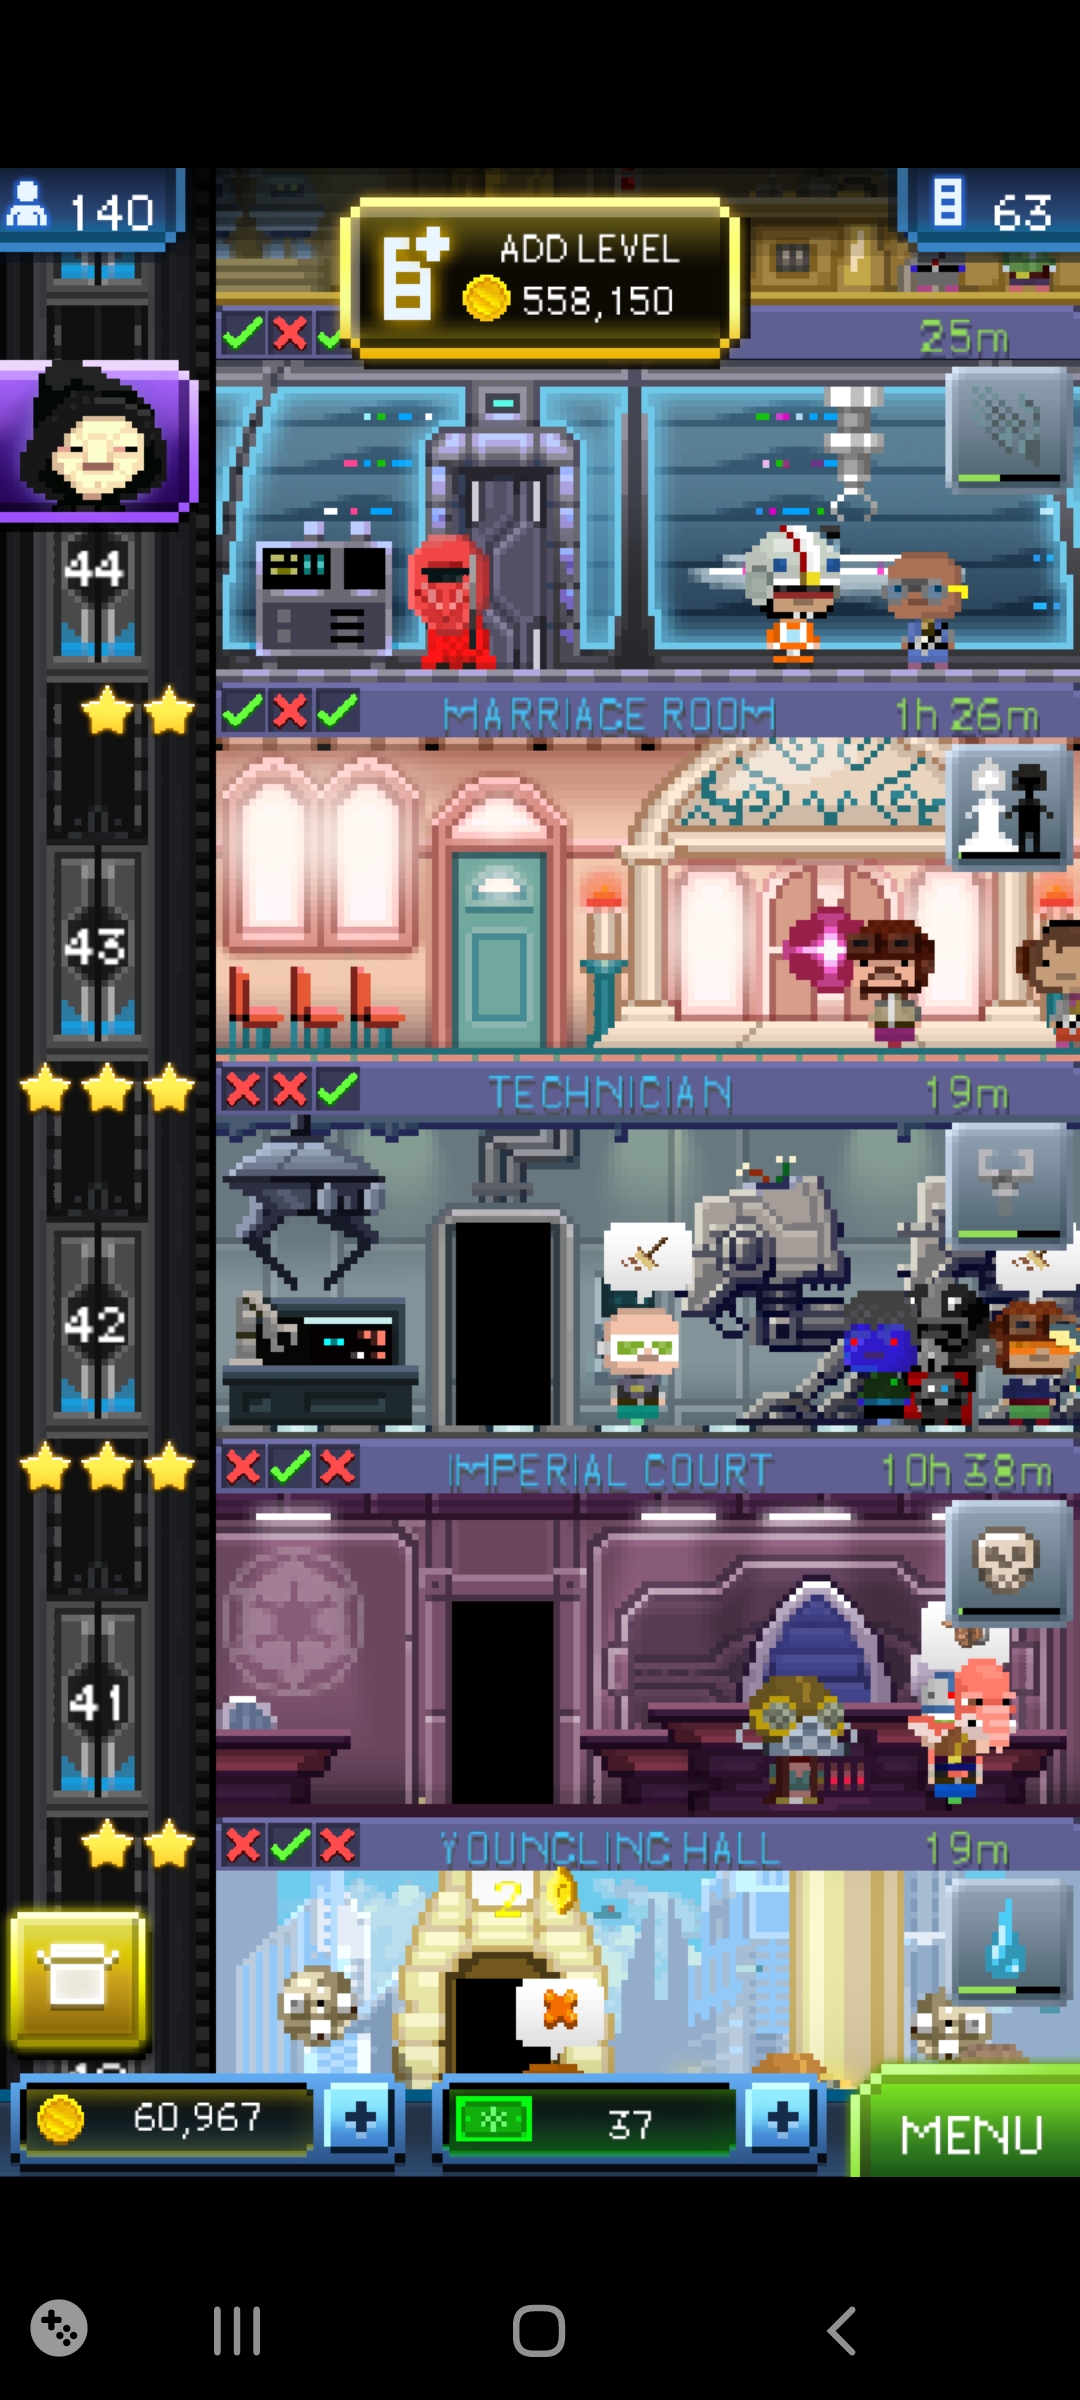 140
ADD LEVEL
558,150
63
25m
44
MARRIAGE ROOM
1h 26m
43
TECHNICIAN
19m
42
IMPERIAL COURT
10h 38m
41
YOUNGLING HALL
19m
2
60,967
37
MENU